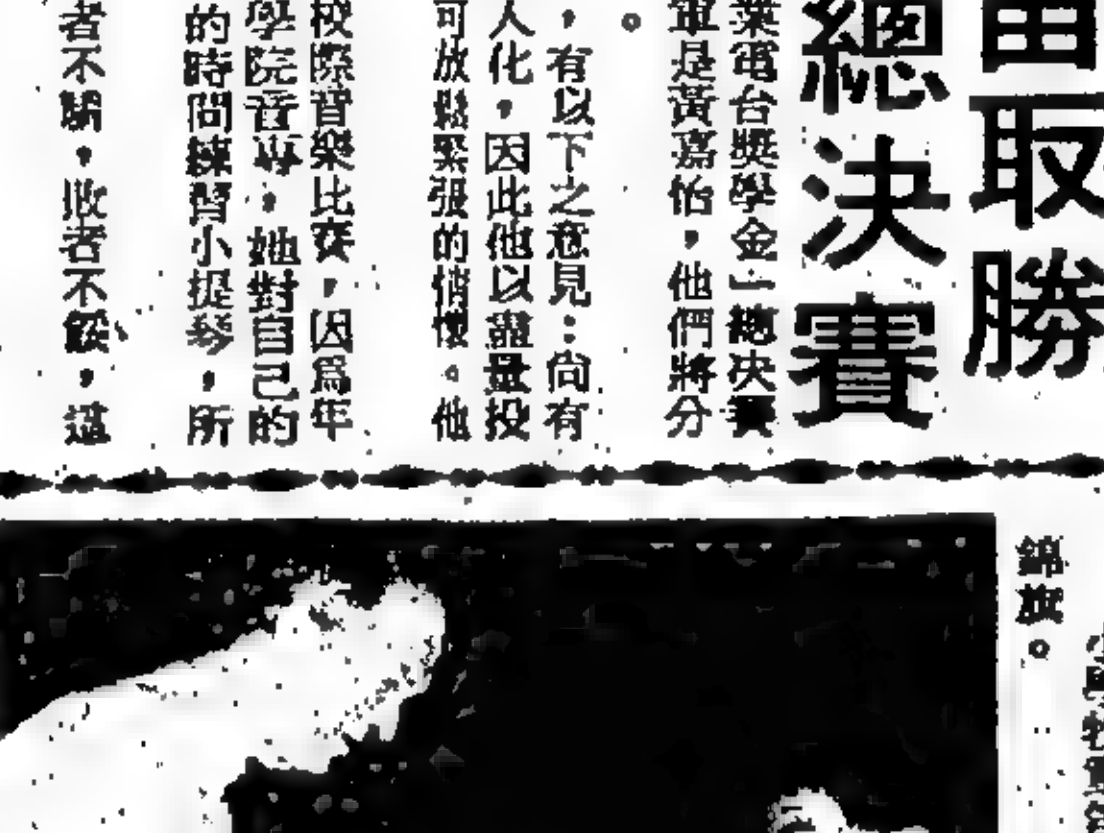 取勝
總決賽
業電台獎學金」總決賽
軍是黃嘉怡，他們將分
。
，有以下之意見：尚有
人化，因此他以盡量投
可放鬆緊張的情懷。他
校際音樂比賽，因爲年
學院音專，她對自己的
的時間練習小提琴，所
者不驕，敗者不餒，這
錦旗。